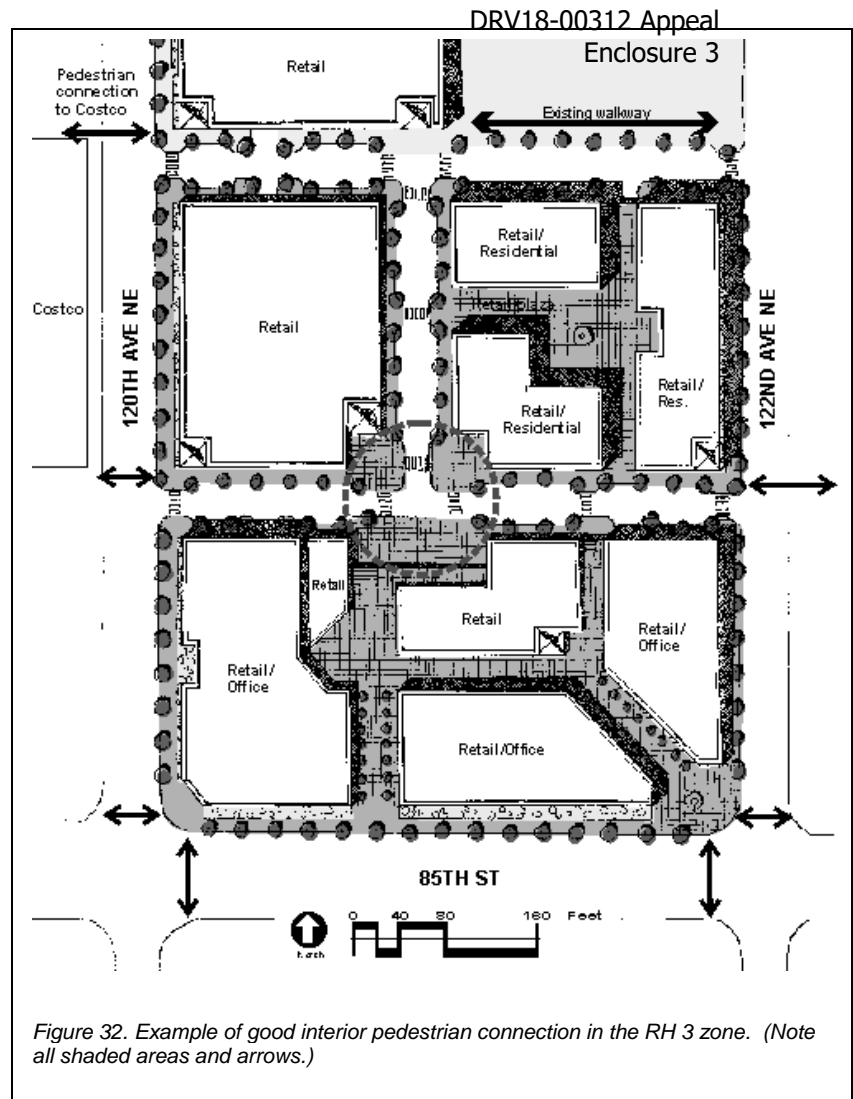 DRV18-00312 Appeal
Enclosure 3
Retail
Pedestrian
connection
to Costco
Existing walkway
Retail/
Residential
Costco
120TH AVE NE
Retail
Retail plaza
122ND AVE NE
Retail/
Res.
Retail/
Residential
Retail
Retail
Retail/
Office
Retail/
Office
Retail/Office
85TH ST
0 40 80 160 Feet
North
Figure 32. Example of good interior pedestrian connection in the RH 3 zone. (Note
all shaded areas and arrows.)